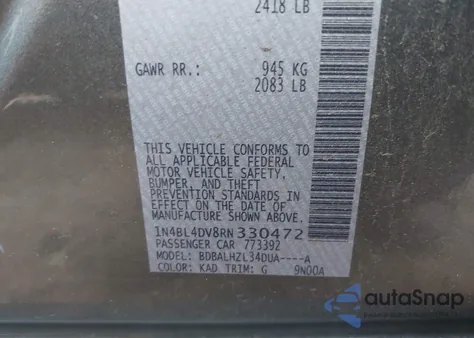 2418 LB
GAWR RR.: 945 KG
2083 LB
THIS VEHICLE CONFORMS TO
ALL APPLICABLE FEDERAL
MOTOR VEHICLE SAFETY,
BUMPER, AND THEFT
PREVENTION STANDARDS IN
EFFECT ON THE DATE OF
MANUFACTURE SHOWN ABOVE.
1N4BL4DV8RN330472
PASSENGER CAR 773392
MODEL: BDBALHZL34DUA----A
COLOR: KAD TRIM: G 9N00A
autoSnap